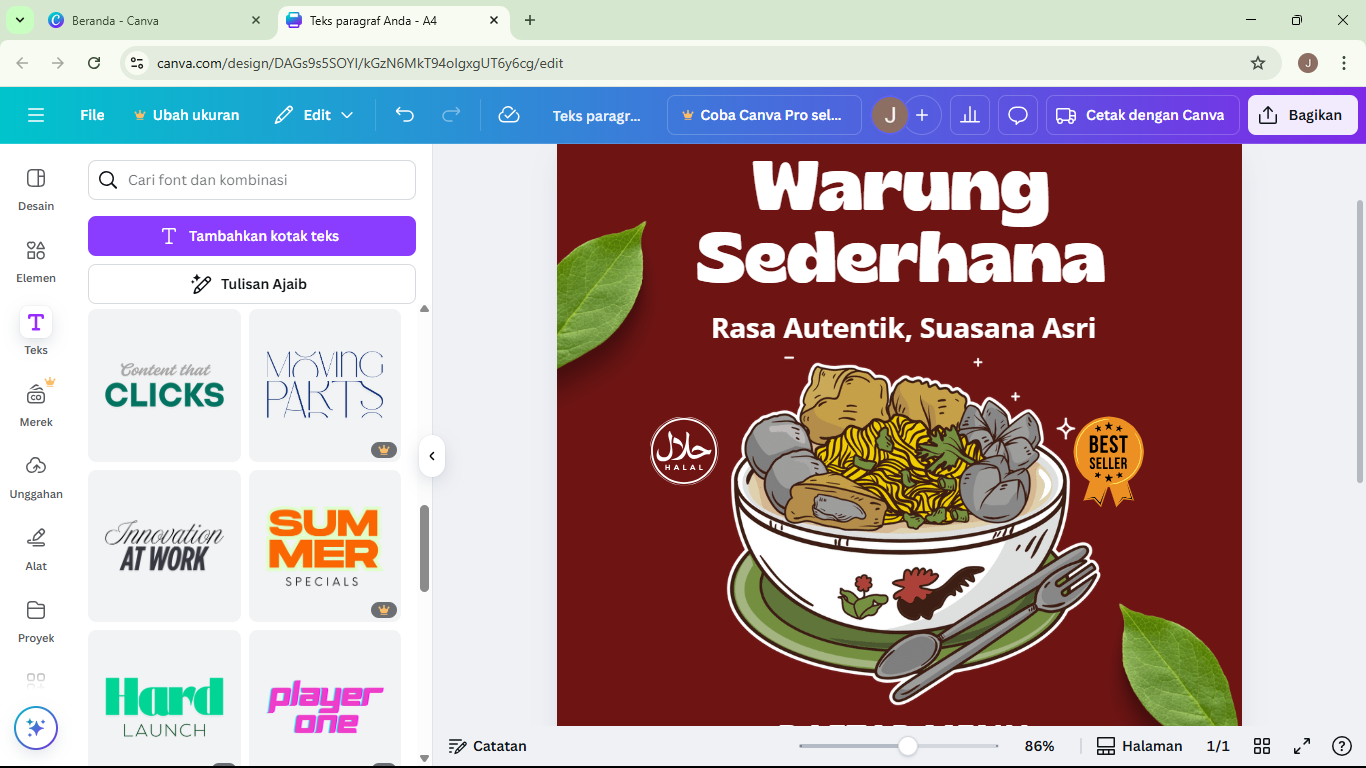 Beranda - Canva
Teks paragraf Anda - A4
canva.com/design/DAGs9s5SOYI/kGzN6MkT94oIgxgUT6y6cg/edit
J
File
Ubah ukuran
Edit
Teks paragr...
Coba Canva Pro sel...
J
Cetak dengan Canva
Bagikan
Desain
Elemen
Teks
Merek
Unggahan
Alat
Proyek
Cari font dan kombinasi
Tambahkan kotak teks
Tulisan Ajaib
Content that
CLICKS
MOVING
PARTS
Innovation
AT WORK
SUM
MER
SPECIALS
Hard
LAUNCH
player
one
Warung
Sederhana
Rasa Autentik, Suasana Asri
حلال
HALAL
BEST
SELLER
Catatan
86%
Halaman
1/1